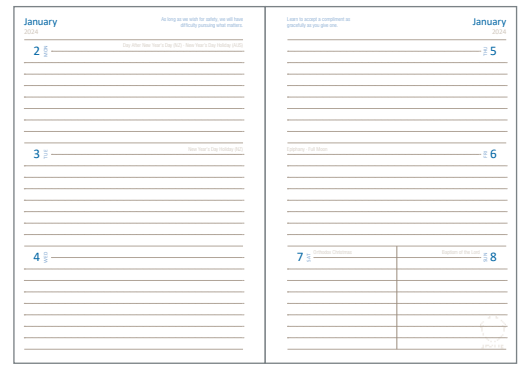 January
2024
As long as we wish for safety, we will have
difficulty pursuing what matters.
2 MON
Day After New Year's Day (NZ) · New Year's Day Holiday
3 TUE
New Year's Day Holiday (NZ)
4 WED
Learn to accept a compliment as
gracefully as you give one.
January
2024
THU 5
Epiphany · Full Moon
FRI 6
7 SAT
Orthodox Christmas
Baptism of the Lord
SUN 8